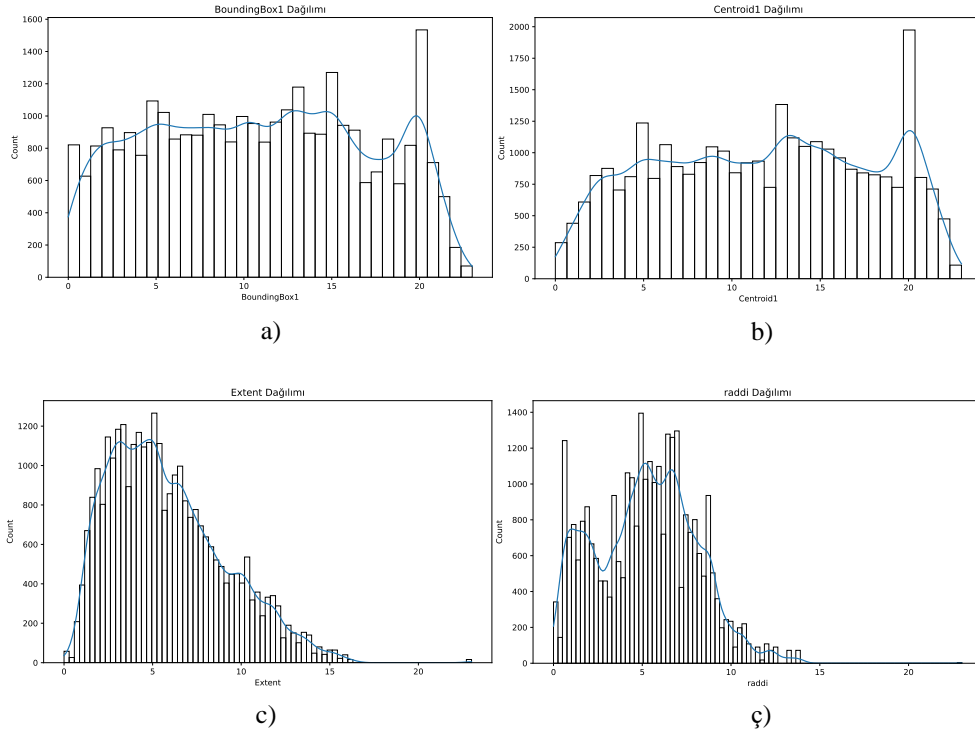 BoundingBox1 Dağılımı
1600
1400
1200
1000
800
600
400
200
0
Count
0 5 10 15 20
BoundingBox1
a)
Centroid1 Dağılımı
2000
1750
1500
1250
1000
750
500
250
0
Count
0 5 10 15 20
Centroid1
b)
Extent Dağılımı
1200
1000
800
600
400
200
0
Count
0 5 10 15 20
Extent
c)
raddi Dağılımı
1400
1200
1000
800
600
400
200
0
Count
0 5 10 15 20
raddi
ç)